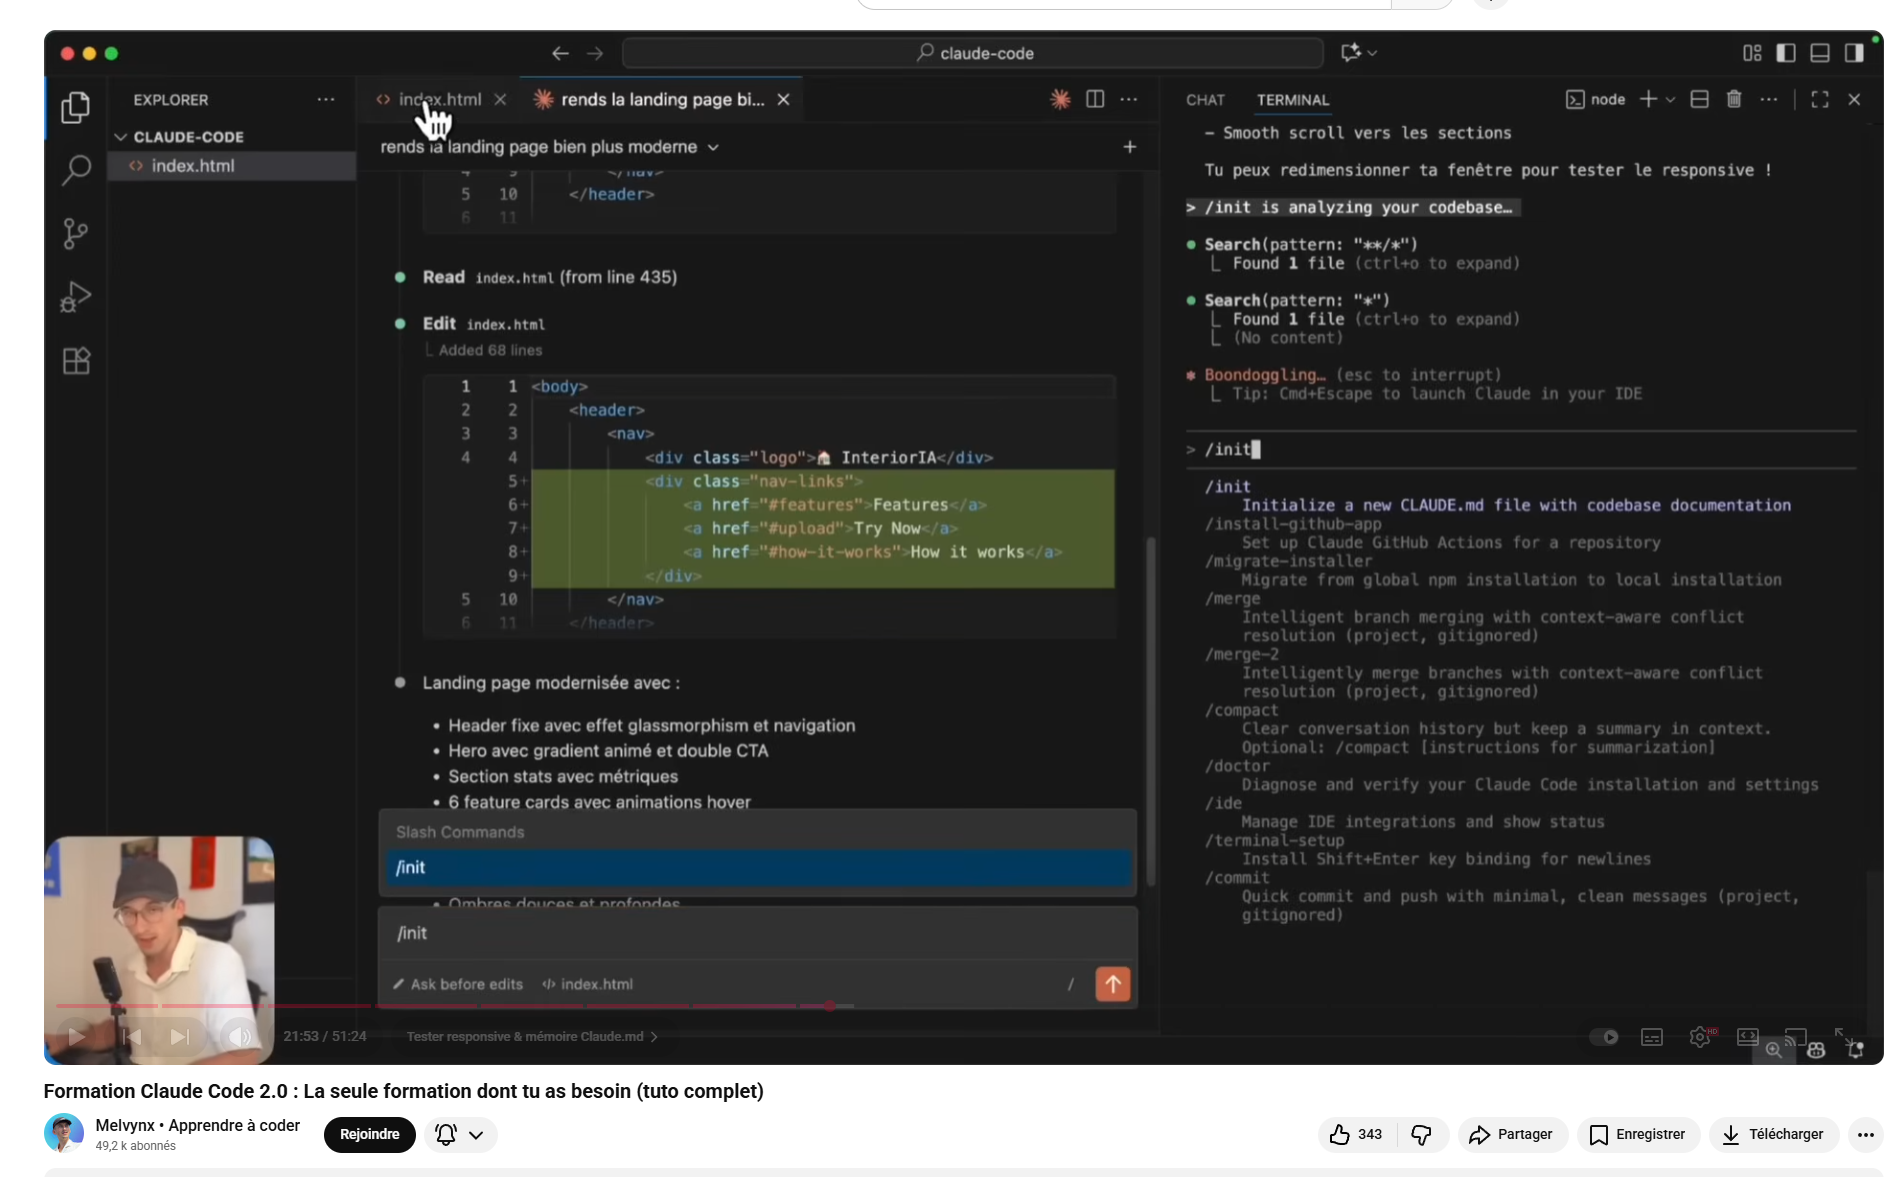 claude-code
EXPLORER
CLAUDE-CODE
index.html
index.html
rends la landing page bi...
rends la landing page bien plus moderne
4 9 </nav>
5 10 </header>
6 11
Read index.html (from line 435)
Edit index.html
Added 68 lines
1 1 <body>
2 2 <header>
3 3 <nav>
4 4 <div class="logo">🏠 InteriorIA</div>
5+ <div class="nav-links">
6+ <a href="#features">Features</a>
7+ <a href="#upload">Try Now</a>
8+ <a href="#how-it-works">How it works</a>
9+ </div>
5 10 </nav>
6 11 </header>
Landing page modernisée avec :
• Header fixe avec effet glassmorphism et navigation
• Hero avec gradient animé et double CTA
• Section stats avec métriques
• 6 feature cards avec animations hover
Slash Commands
/init
• Ombres douces et profondes
/init
Ask before edits
index.html
/
CHAT
TERMINAL
node
– Smooth scroll vers les sections
Tu peux redimensionner ta fenêtre pour tester le responsive !
> /init is analyzing your codebase…
Search(pattern: "**/*")
Found 1 file (ctrl+o to expand)
Search(pattern: "*")
Found 1 file (ctrl+o to expand)
(No content)
Boondoggling… (esc to interrupt)
Tip: Cmd+Escape to launch Claude in your IDE
> /init
/init
Initialize a new CLAUDE.md file with codebase documentation
/install-github-app
Set up Claude GitHub Actions for a repository
/migrate-installer
Migrate from global npm installation to local installation
/merge
Intelligent branch merging with context-aware conflict
resolution (project, gitignored)
/merge-2
Intelligently merge branches with context-aware conflict
resolution (project, gitignored)
/compact
Clear conversation history but keep a summary in context.
Optional: /compact [instructions for summarization]
/doctor
Diagnose and verify your Claude Code installation and settings
/ide
Manage IDE integrations and show status
/terminal-setup
Install Shift+Enter key binding for newlines
/commit
Quick commit and push with minimal, clean messages (project,
gitignored)
21:53 / 51:24
Tester responsive & mémoire Claude.md
HD
Formation Claude Code 2.0 : La seule formation dont tu as besoin (tuto complet)
Melvynx • Apprendre à coder
49,2 k abonnés
Rejoindre
343
Partager
Enregistrer
Télécharger